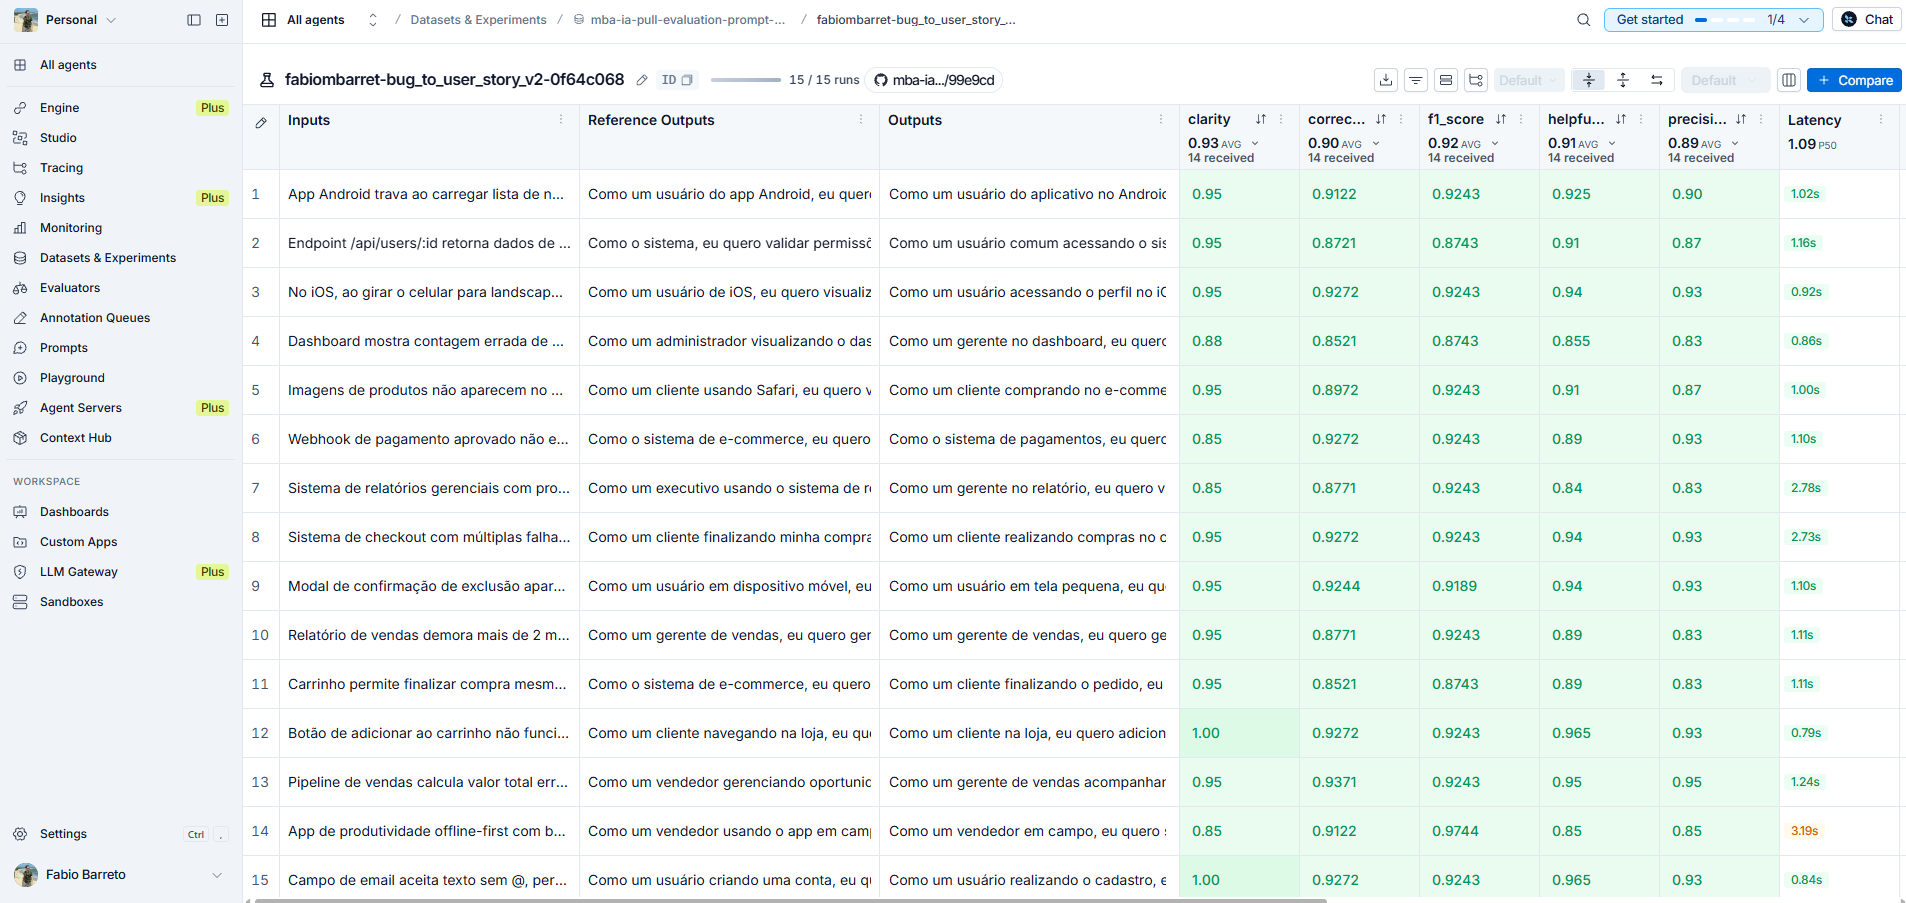 Personal
All agents
Engine Plus
Studio
Tracing
Insights Plus
Monitoring
Datasets & Experiments
Evaluators
Annotation Queues
Prompts
Playground
Agent Servers Plus
Context Hub
WORKSPACE
Dashboards
Custom Apps
LLM Gateway Plus
Sandboxes
Settings Ctrl .
Fabio Barreto
All agents / Datasets & Experiments / mba-ia-pull-evaluation-prompt-... / fabiombarret-bug_to_user_story_...
Get started 1/4 Chat
fabiombarret-bug_to_user_story_v2-0f64c068 ID 15 / 15 runs mba-ia.../99e9cd
Default Default + Compare
Inputs Reference Outputs Outputs clarity correc... f1_score helpfu... precisi... Latency
0.93 AVG 0.90 AVG 0.92 AVG 0.91 AVG 0.89 AVG 1.09 P50
14 received 14 received 14 received 14 received 14 received
1 App Android trava ao carregar lista de n... Como um usuário do app Android, eu quer Como um usuário do aplicativo no Android 0.95 0.9122 0.9243 0.925 0.90 1.02s
2 Endpoint /api/users/:id retorna dados de ... Como o sistema, eu quero validar permissõ Como um usuário comum acessando o sis 0.95 0.8721 0.8743 0.91 0.87 1.16s
3 No iOS, ao girar o celular para landscap... Como um usuário de iOS, eu quero visualiz Como um usuário acessando o perfil no iO 0.95 0.9272 0.9243 0.94 0.93 0.92s
4 Dashboard mostra contagem errada de ... Como um administrador visualizando o das Como um gerente no dashboard, eu quero 0.88 0.8521 0.8743 0.855 0.83 0.86s
5 Imagens de produtos não aparecem no ... Como um cliente usando Safari, eu quero v Como um cliente comprando no e-comme 0.95 0.8972 0.9243 0.91 0.87 1.00s
6 Webhook de pagamento aprovado não e... Como o sistema de e-commerce, eu quero Como o sistema de pagamentos, eu quero 0.85 0.9272 0.9243 0.89 0.93 1.10s
7 Sistema de relatórios gerenciais com pro... Como um executivo usando o sistema de re Como um gerente no relatório, eu quero v 0.85 0.8771 0.9243 0.84 0.83 2.78s
8 Sistema de checkout com múltiplas falha... Como um cliente finalizando minha compra Como um cliente realizando compras no c 0.95 0.9272 0.9243 0.94 0.93 2.73s
9 Modal de confirmação de exclusão apar... Como um usuário em dispositivo móvel, eu Como um usuário em tela pequena, eu qu 0.95 0.9244 0.9189 0.94 0.93 1.10s
10 Relatório de vendas demora mais de 2 m... Como um gerente de vendas, eu quero ger Como um gerente de vendas, eu quero ge 0.95 0.8771 0.9243 0.89 0.83 1.11s
11 Carrinho permite finalizar compra mesm... Como o sistema de e-commerce, eu quero Como um cliente finalizando o pedido, eu 0.95 0.8521 0.8743 0.89 0.83 1.11s
12 Botão de adicionar ao carrinho não funci... Como um cliente navegando na loja, eu qu Como um cliente na loja, eu quero adicion 1.00 0.9272 0.9243 0.965 0.93 0.79s
13 Pipeline de vendas calcula valor total err... Como um vendedor gerenciando oportunid Como um gerente de vendas acompanhar 0.95 0.9371 0.9243 0.95 0.95 1.24s
14 App de produtividade offline-first com b... Como um vendedor usando o app em camp Como um vendedor em campo, eu quero s 0.85 0.9122 0.9744 0.85 0.85 3.19s
15 Campo de email aceita texto sem @, per... Como um usuário criando uma conta, eu q Como um usuário realizando o cadastro, e 1.00 0.9272 0.9243 0.965 0.93 0.84s